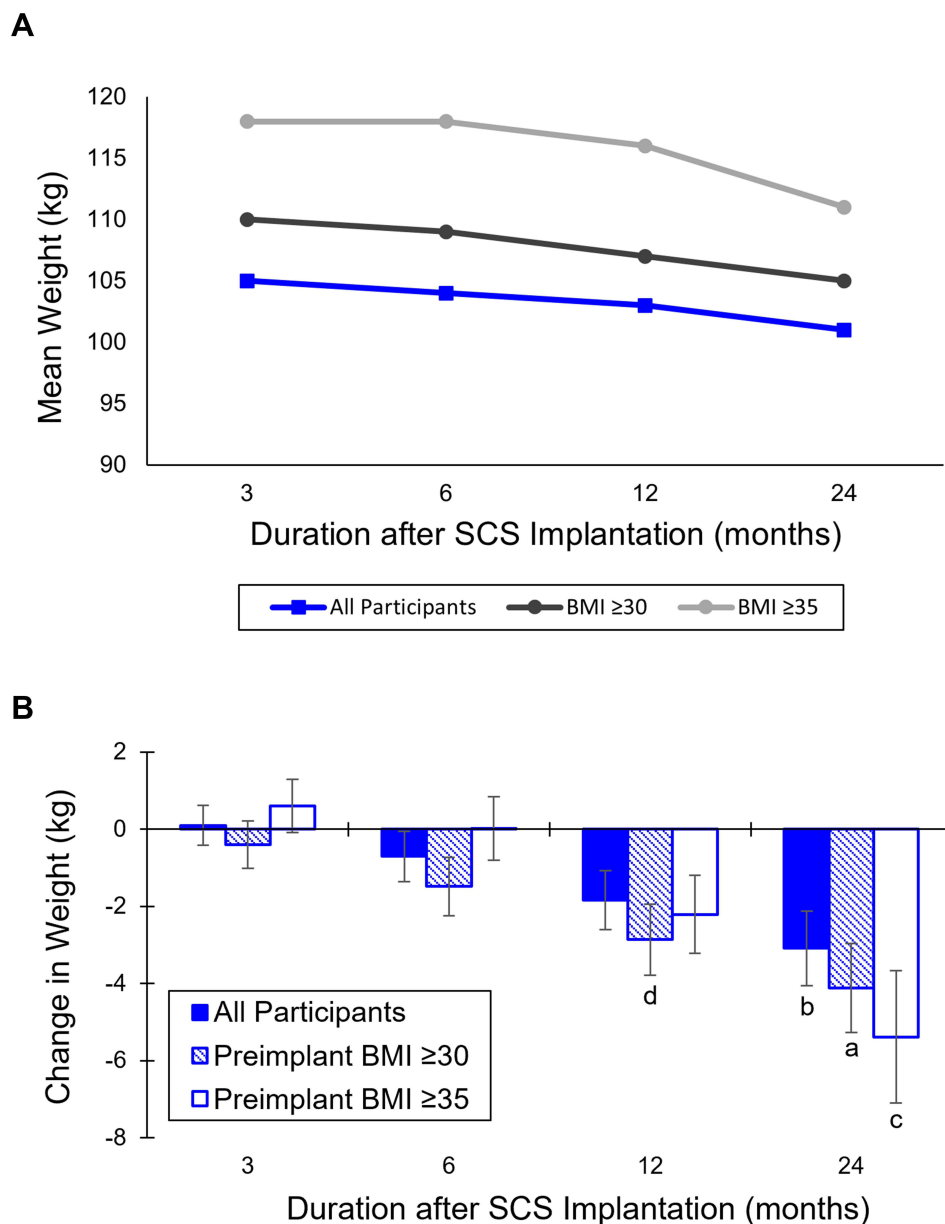 A
120
115
110
105
100
95
90
Mean Weight (kg)
3 6 12 24
Duration after SCS Implantation (months)
All Participants BMI ≥30 BMI ≥35
B
2
0
-2
-4
-6
-8
Change in Weight (kg)
d
b
a
c
All Participants
Preimplant BMI ≥30
Preimplant BMI ≥35
3 6 12 24
Duration after SCS Implantation (months)